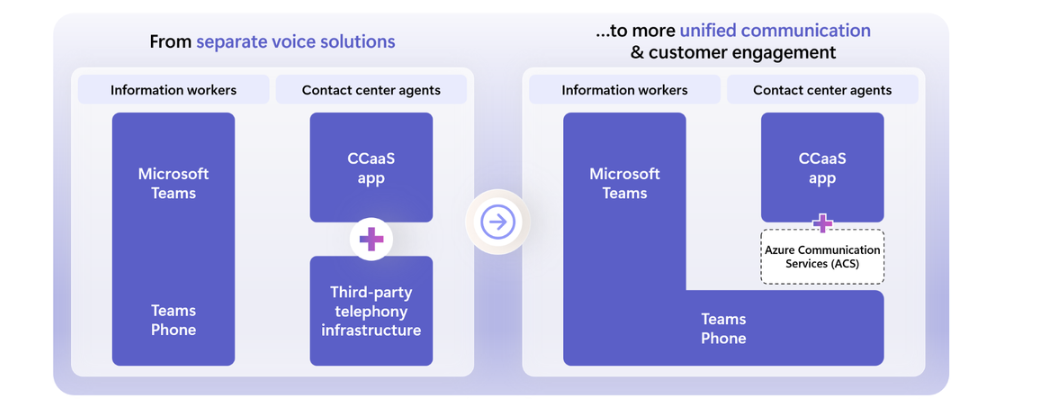 From separate voice solutions
Information workers
Contact center agents
Microsoft
Teams
Teams
Phone
CCaaS
app
Third-party
telephony
infrastructure
...to more unified communication
& customer engagement
Information workers
Contact center agents
Microsoft
Teams
CCaaS
app
Azure Communication
Services (ACS)
Teams
Phone